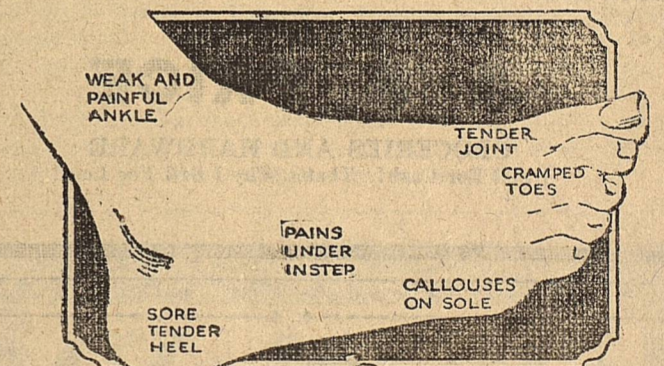 WEAK AND
PAINFUL
ANKLE
TENDER
JOINT
CRAMPED
TOES
PAINS
UNDER
INSTEP
CALLOUSES
ON SOLE
SORE
TENDER
HEEL